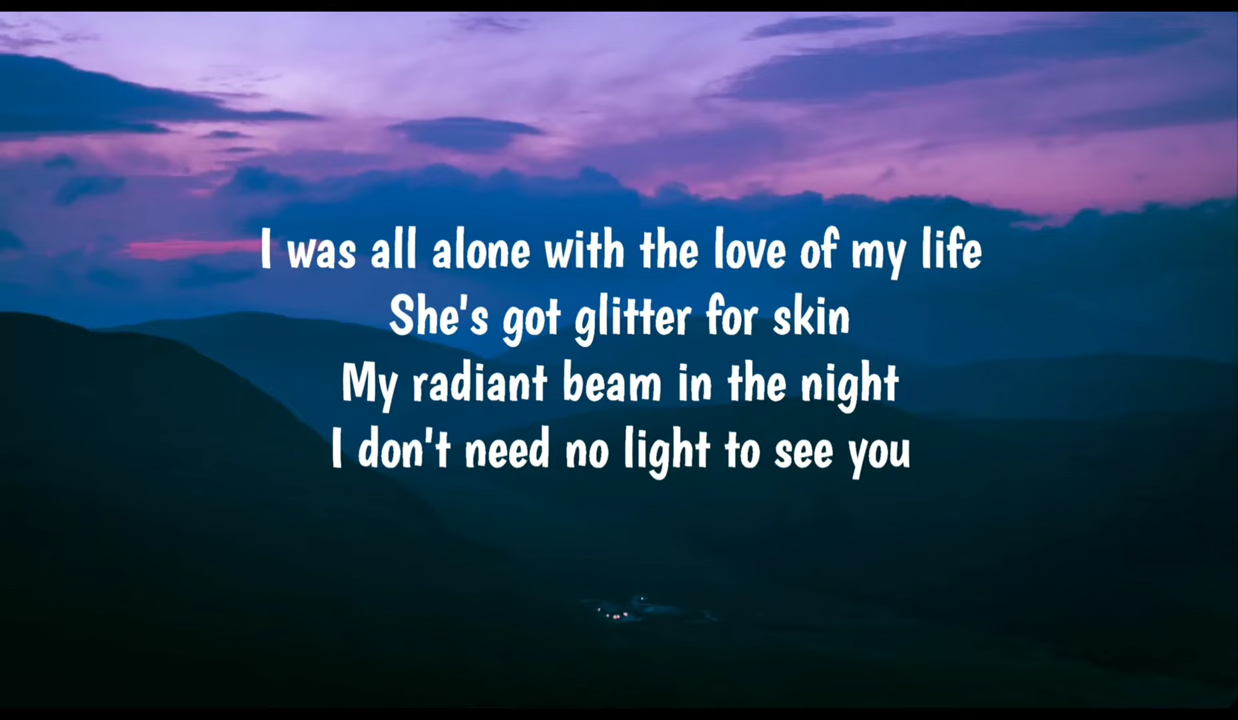 I was all alone with the love of my life
She's got glitter for skin
My radiant beam in the night
I don't need no light to see you